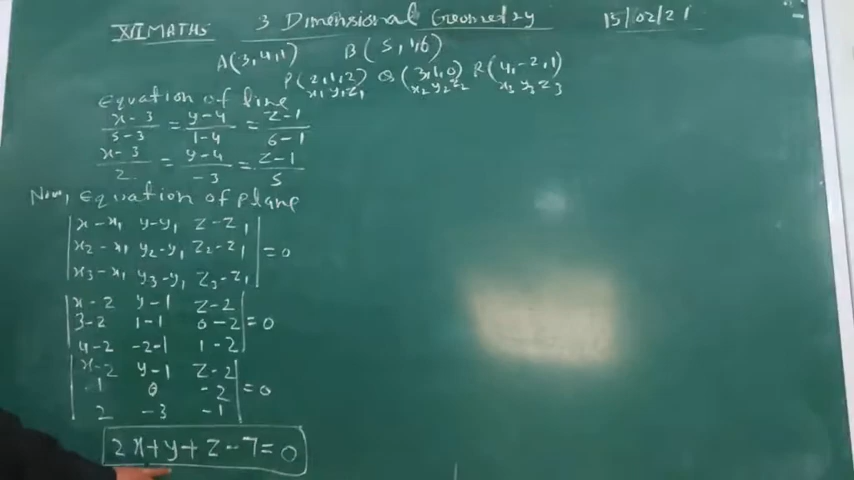 XII MATHS 3 Dimensional Geometry 15/02/21
A(3,4,1) B(5,1,6)
P(2,1,2) Q(3,1,0) R(4,-2,1)
x₁ y₁ z₁ x₂ y₂ z₂ x₃ y₃ z₃
Equation of line
x-3/5-3 = y-4/1-4 = z-1/6-1
x-3/2 = y-4/-3 = z-1/5
Now, Equation of plane
| x-x₁ y-y₁ z-z₁ |
| x₂-x₁ y₂-y₁ z₂-z₁ | = 0
| x₃-x₁ y₃-y₁ z₃-z₁ |
| x-2 y-1 z-2 |
| 3-2 1-1 0-2 | = 0
| 4-2 -2-1 1-2 |
| x-2 y-1 z-2 |
| 1 0 -2 | = 0
| 2 -3 -1 |
2x+y+z-7=0